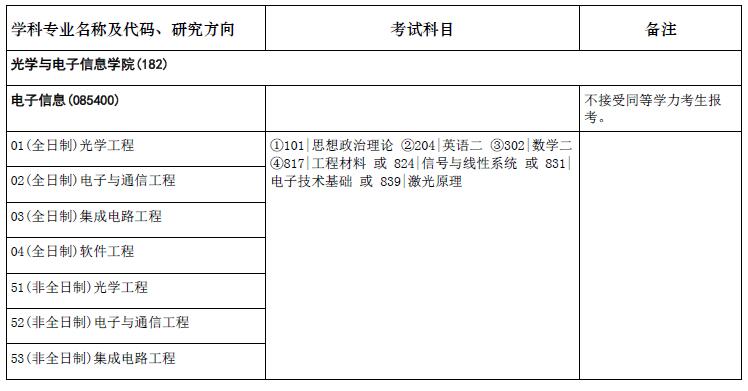 学科专业名称及代码、研究方向
考试科目
备注
光学与电子信息学院(182)
电子信息(085400)
不接受同等学力考生报
考。
01(全日制)光学工程
①101|思想政治理论 ②204|英语二 ③302|数学二
④817|工程材料 或 824|信号与线性系统 或 831|
电子技术基础 或 839|激光原理
02(全日制)电子与通信工程
03(全日制)集成电路工程
04(全日制)软件工程
51(非全日制)光学工程
52(非全日制)电子与通信工程
53(非全日制)集成电路工程